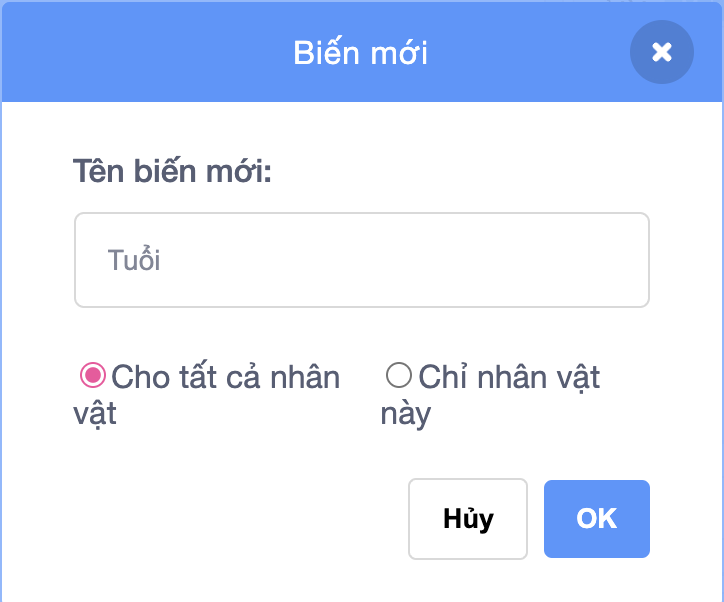 Biến mới
Tên biến mới:
Tuổi
Cho tất cả nhân
vật
Chỉ nhân vật
này
Hủy
OK